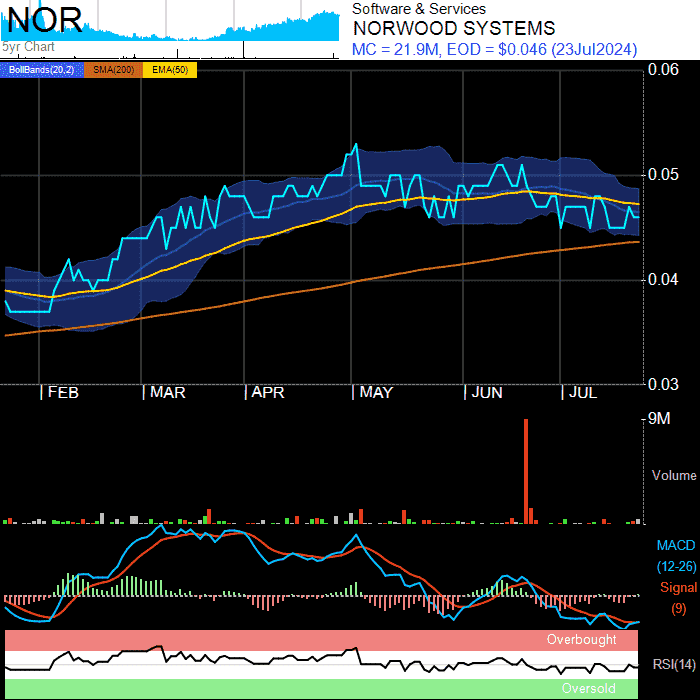 NOR
5yr Chart
Software & Services
NORWOOD SYSTEMS
MC = 21.9M, EOD = $0.046 (23Jul2024)
BollBands(20,2) SMA(200) EMA(50)
0.06
0.05
0.04
0.03
FEB MAR APR MAY JUN JUL
9M
Volume
MACD
(12-26)
Signal
(9)
Overbought
RSI(14)
Oversold